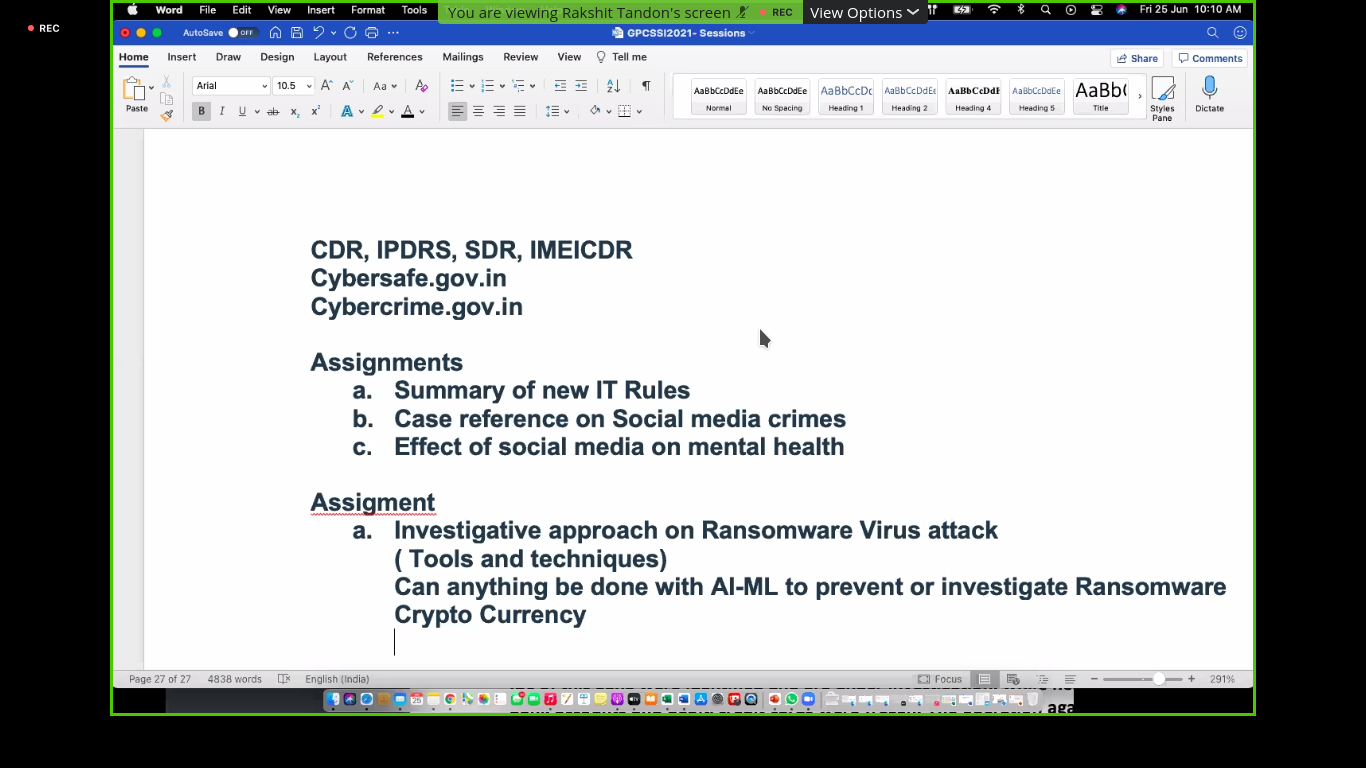 You are viewing Rakshit Tandon's screen REC View Options
REC
Word File Edit View Insert Format Tools Fri 25 Jun 10:10 AM
AutoSave OFF GPCSSI2021- Sessions
Home Insert Draw Design Layout References Mailings Review View Tell me Share Comments
Paste Arial 10.5 Aa
B I U ab X₂ X²
AaBbCcDdEe AaBbCcDdEe AaBbCcDc AaBbCcDdEe AaBbCcDdE AaBbCcDdEe AaBb(
Normal No Spacing Heading 1 Heading 2 Heading 4 Heading 5 Title Styles Pane Dictate
CDR, IPDRS, SDR, IMEICDR
Cybersafe.gov.in
Cybercrime.gov.in
Assignments
a. Summary of new IT Rules
b. Case reference on Social media crimes
c. Effect of social media on mental health
Assigment
a. Investigative approach on Ransomware Virus attack
( Tools and techniques)
Can anything be done with AI-ML to prevent or investigate Ransomware
Crypto Currency
Page 27 of 27 4838 words English (India) Focus 291%